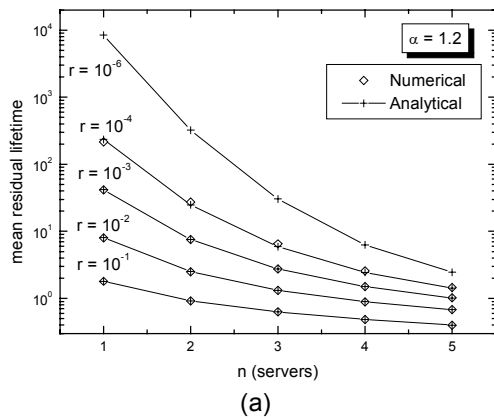 10⁴
10³
10²
10¹
10⁰
mean residual lifetime
α = 1.2
Numerical
Analytical
r = 10⁻⁶
r = 10⁻⁴
r = 10⁻³
r = 10⁻²
r = 10⁻¹
1 2 3 4 5
n (servers)
(a)